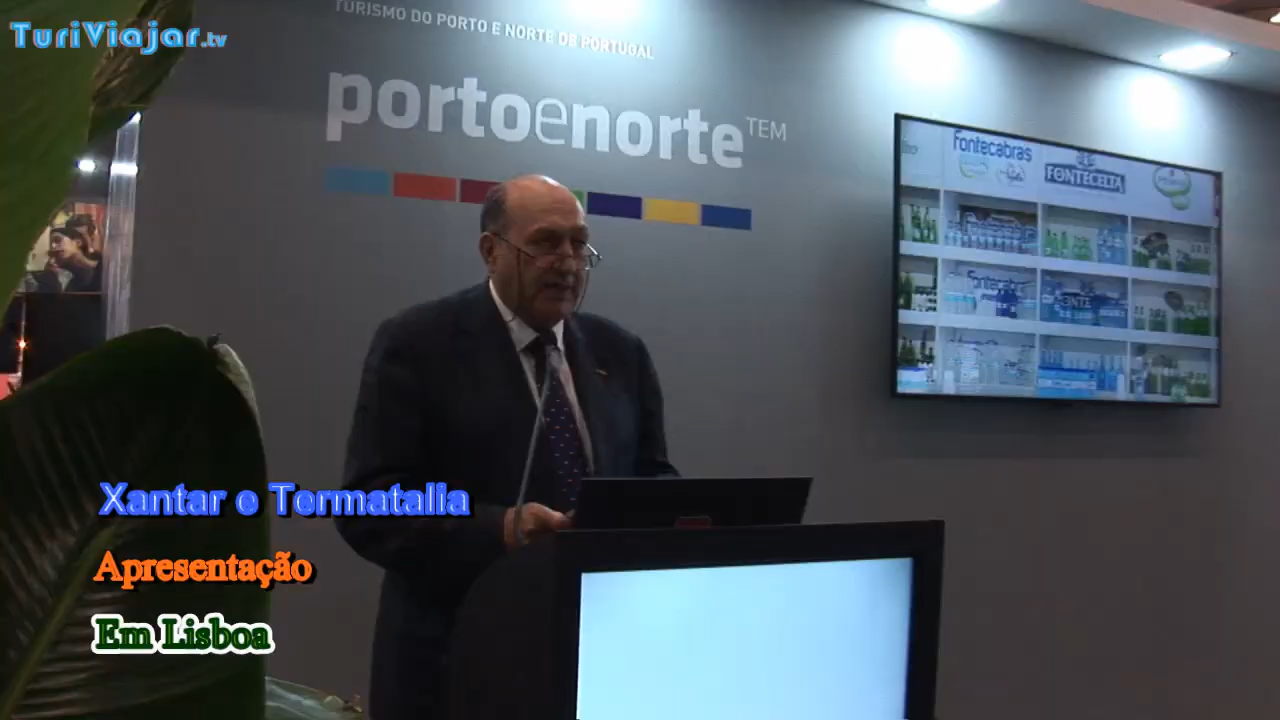 TuriViajar.tv
TURISMO DO PORTO E NORTE DE PORTUGAL
portoenorte TEM
fontecabras
FONTECELTA
Xantar e Termatalia
Apresentação
Em Lisboa